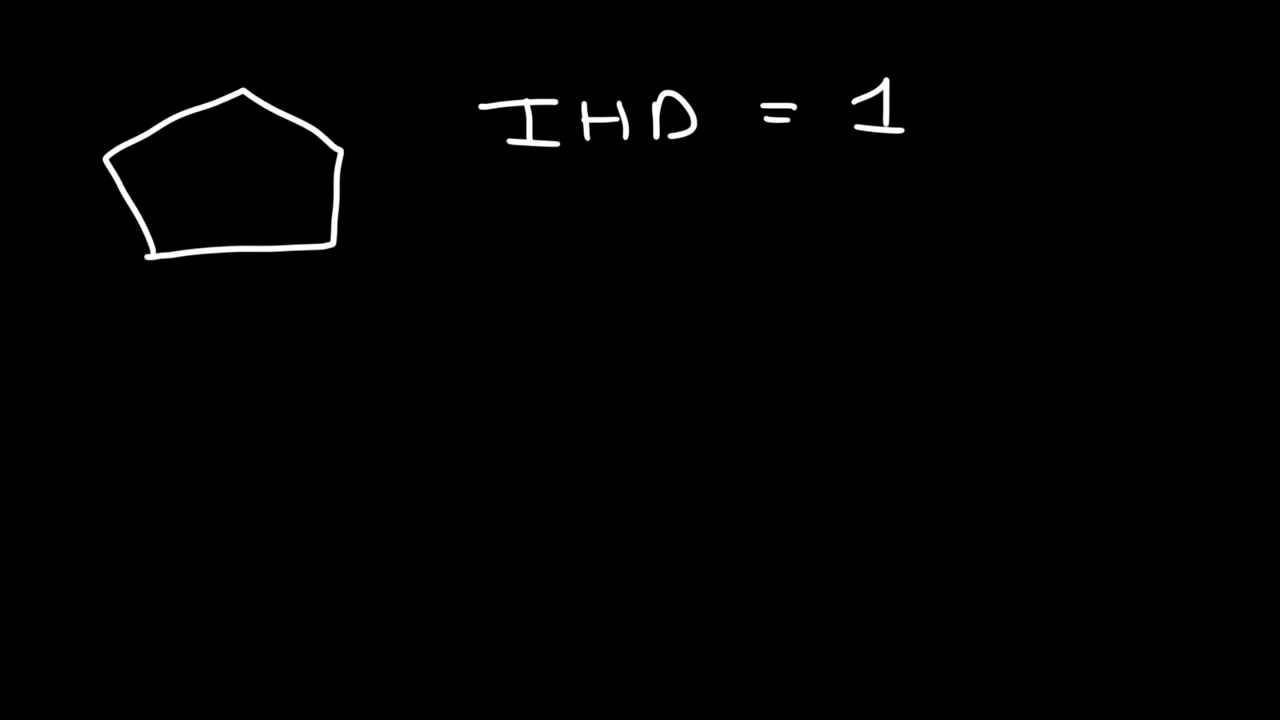 IHD = 1